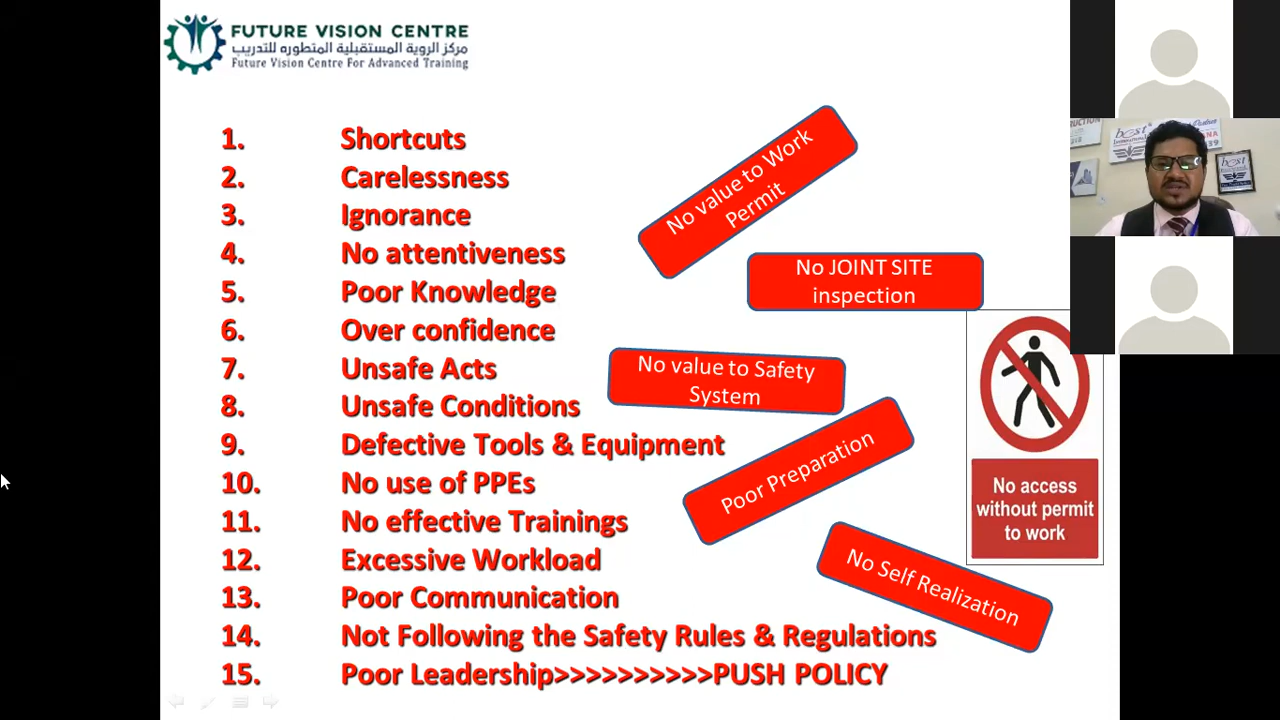 FUTURE VISION CENTRE
مركز الروية المستقبلية المتطوره للتدريب
Future Vision Centre For Advanced Training
1. Shortcuts
2. Carelessness
3. Ignorance
4. No attentiveness
5. Poor Knowledge
6. Over confidence
7. Unsafe Acts
8. Unsafe Conditions
9. Defective Tools & Equipment
10. No use of PPEs
11. No effective Trainings
12. Excessive Workload
13. Poor Communication
14. Not Following the Safety Rules & Regulations
15. Poor Leadership>>>>>>>>>>PUSH POLICY
No value to Work
Permit
No JOINT SITE
inspection
No value to Safety
System
Poor Preparation
No Self Realization
No access
without permit
to work
best
best